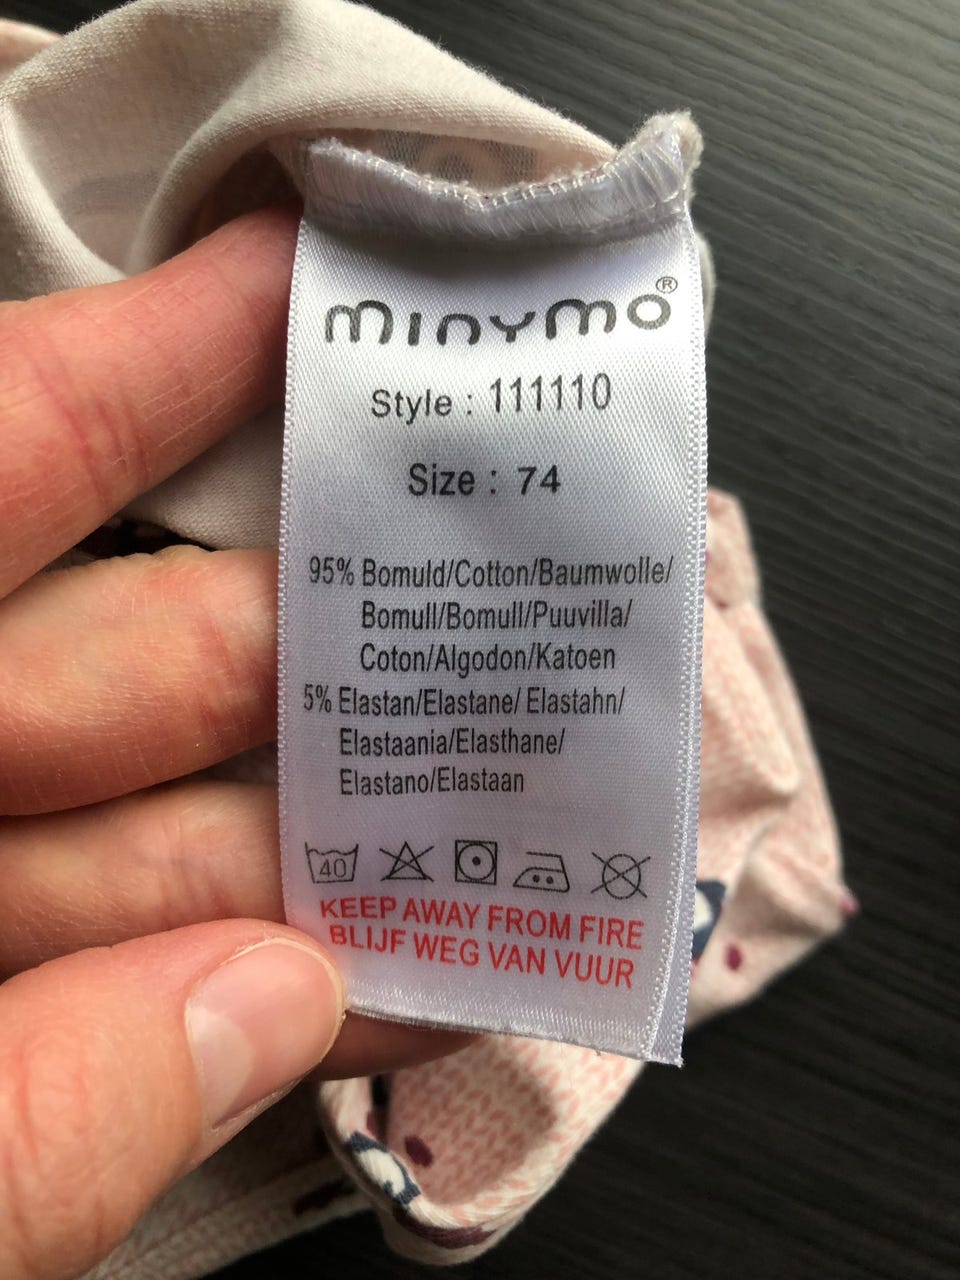 minymo®
Style : 111110
Size : 74
95% Bomuld/Cotton/Baumwolle/
Bomull/Bomull/Puuvilla/
Coton/Algodon/Katoen
5% Elastan/Elastane/ Elastahn/
Elastaania/Elasthane/
Elastano/Elastaan
40
KEEP AWAY FROM FIRE
BLIJF WEG VAN VUUR